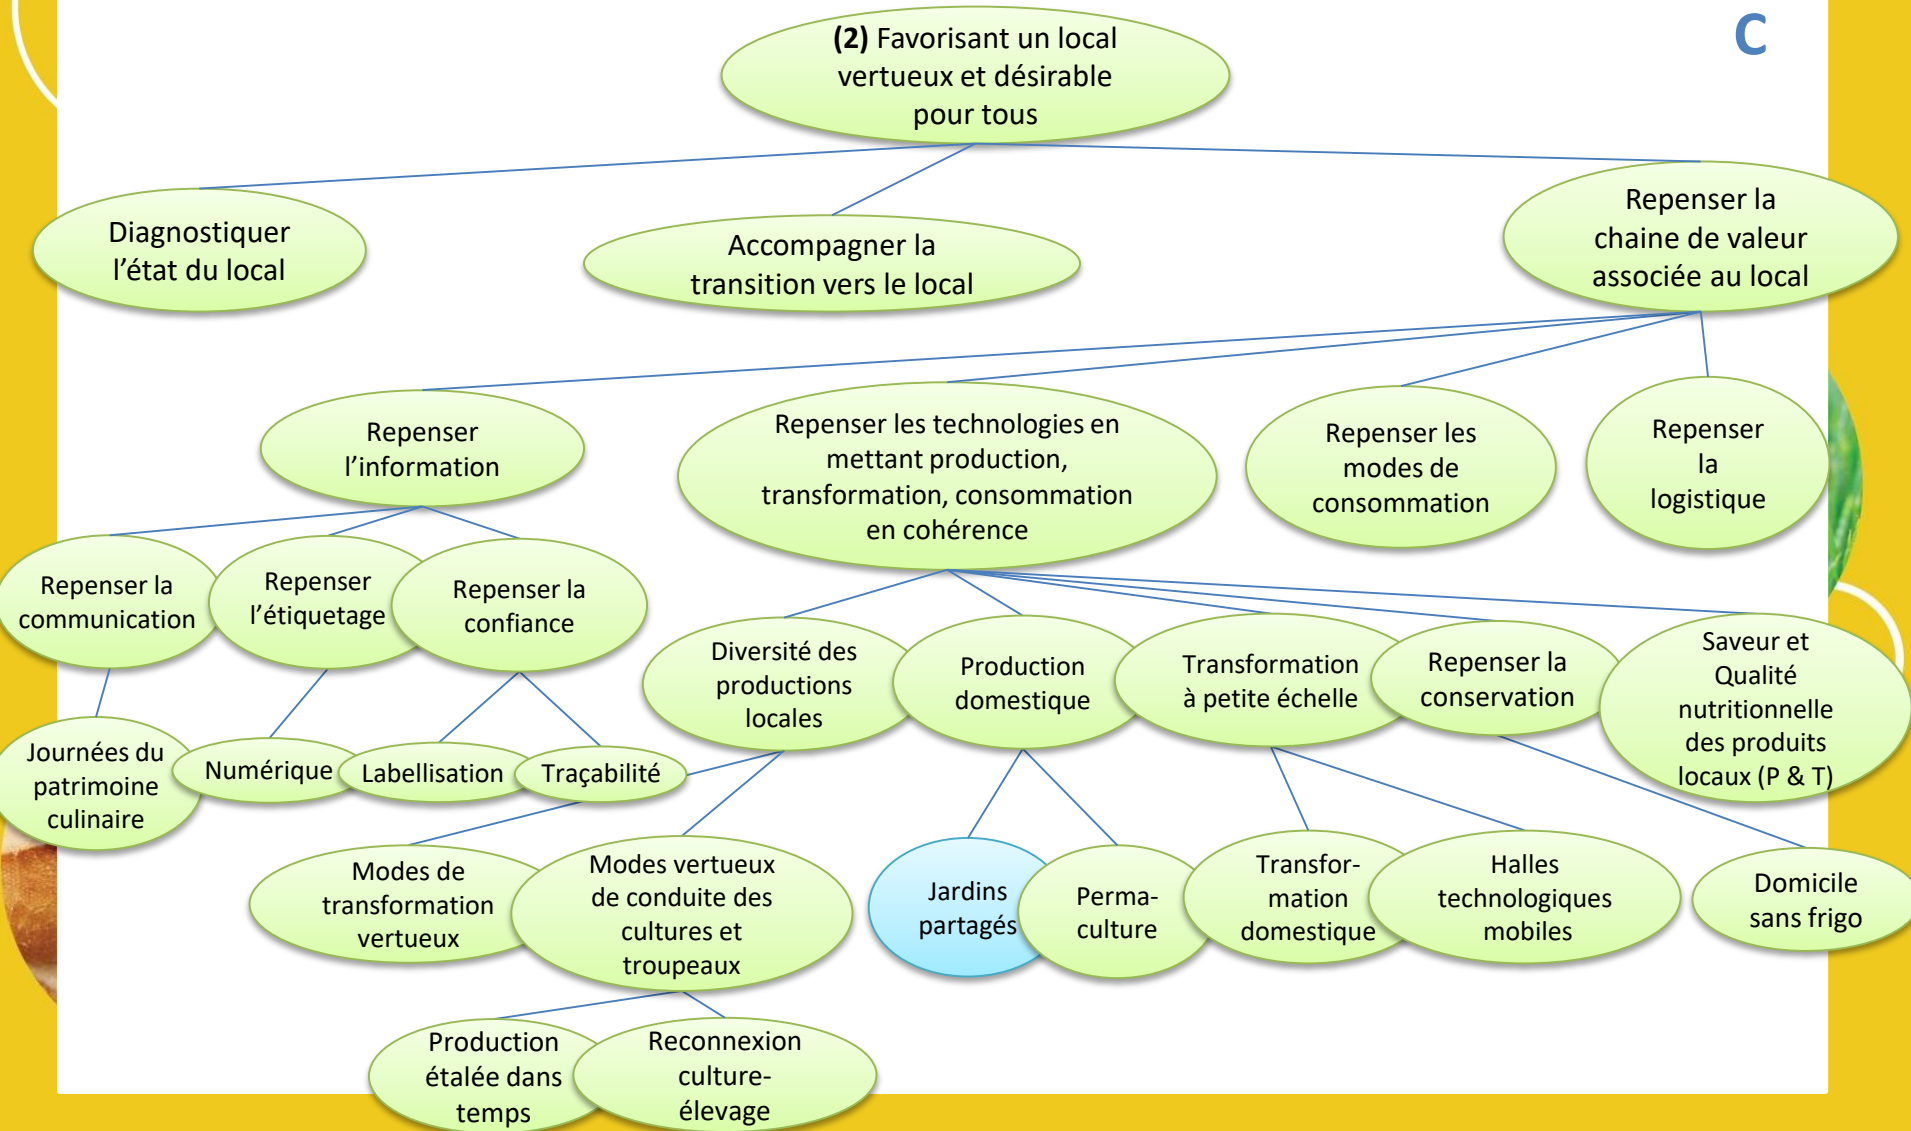 C
(2) Favorisant un local
vertueux et désirable
pour tous
Diagnostiquer
l'état du local
Accompagner la
transition vers le local
Repenser la
chaine de valeur
associée au local
Repenser
l'information
Repenser les technologies en
mettant production,
transformation, consommation
en cohérence
Repenser les
modes de
consommation
Repenser
la
logistique
Repenser la
communication
Repenser
l'étiquetage
Repenser la
confiance
Diversité des
productions
locales
Production
domestique
Transformation
à petite échelle
Repenser la
conservation
Saveur et
Qualité
nutritionnelle
des produits
locaux (P & T)
Journées du
patrimoine
culinaire
Numérique
Labellisation
Traçabilité
Modes de
transformation
vertueux
Modes vertueux
de conduite des
cultures et
troupeaux
Jardins
partagés
Perma-
culture
Transfor-
mation
domestique
Halles
technologiques
mobiles
Domicile
sans frigo
Production
étalée dans
temps
Reconnexion
culture-
élevage